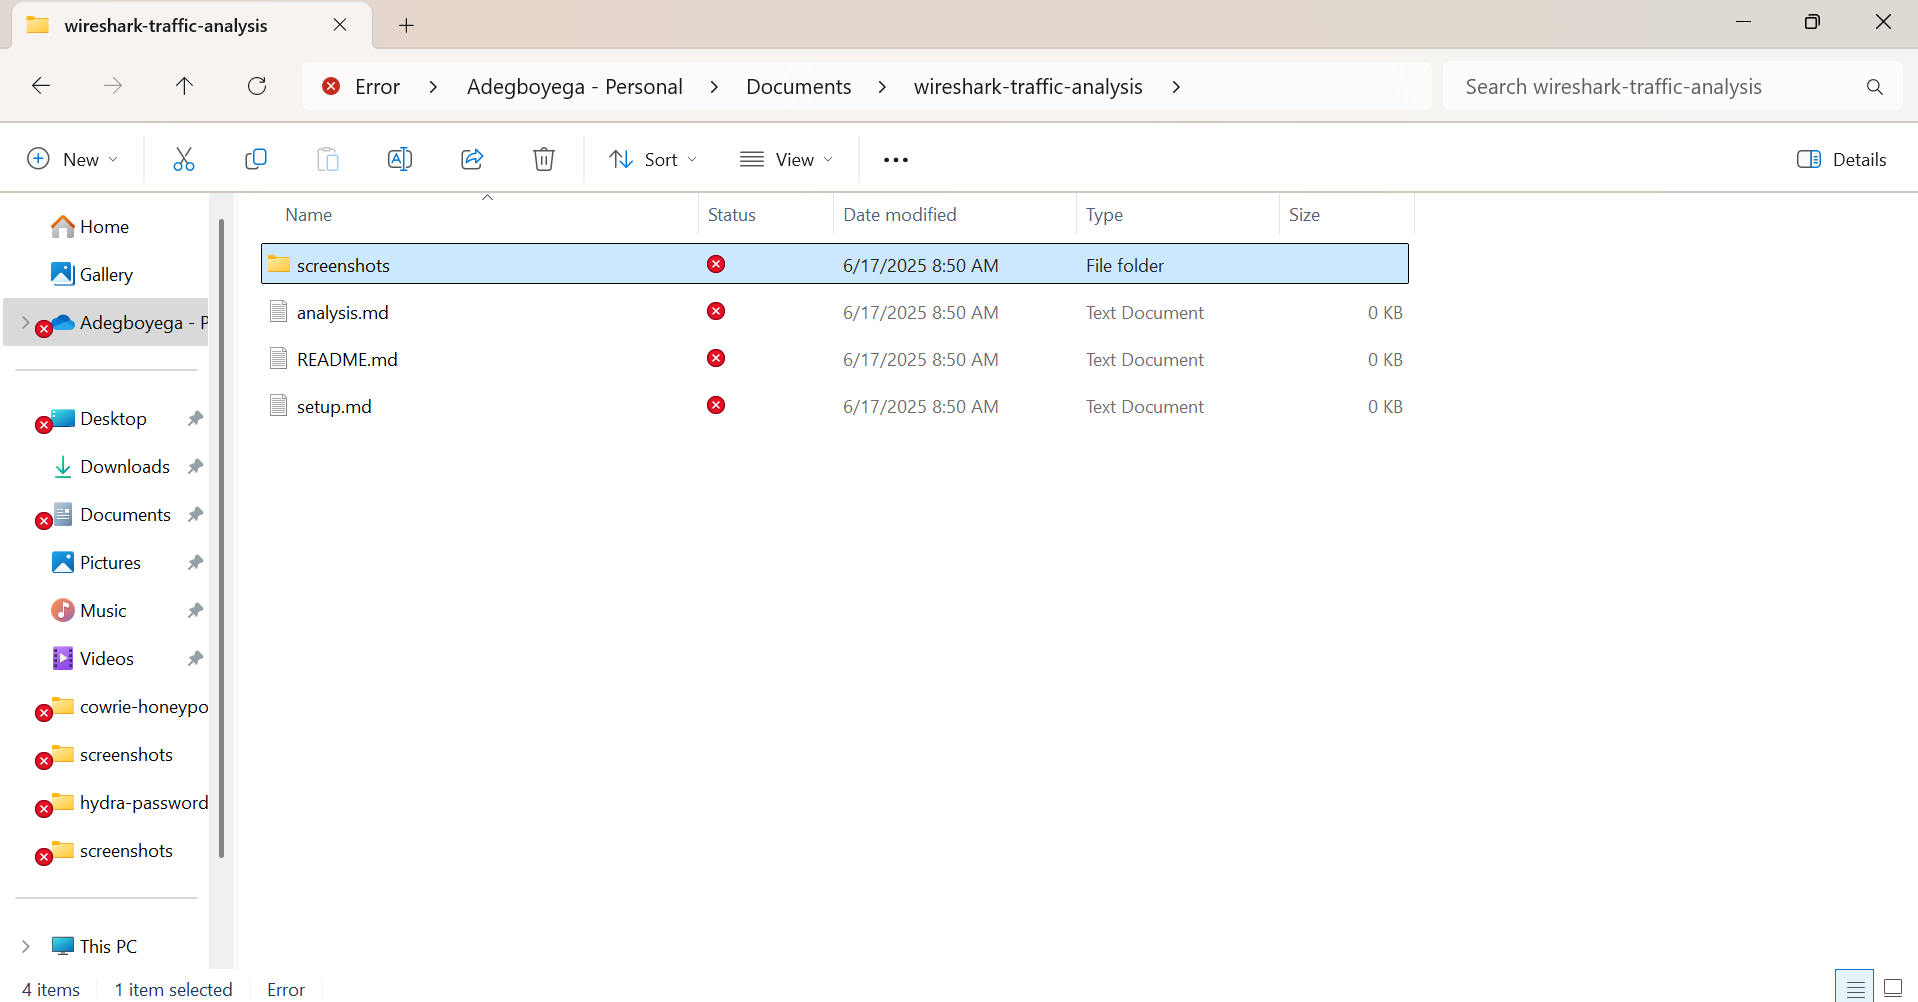 wireshark-traffic-analysis
Error > Adegboyega - Personal > Documents > wireshark-traffic-analysis >
Search wireshark-traffic-analysis
New
Sort
View
Details
Home
Gallery
Adegboyega - P
Desktop
Downloads
Documents
Pictures
Music
Videos
cowrie-honeypo
screenshots
hydra-password
screenshots
This PC
Name Status Date modified Type Size
screenshots 6/17/2025 8:50 AM File folder
analysis.md 6/17/2025 8:50 AM Text Document 0 KB
README.md 6/17/2025 8:50 AM Text Document 0 KB
setup.md 6/17/2025 8:50 AM Text Document 0 KB
4 items 1 item selected Error